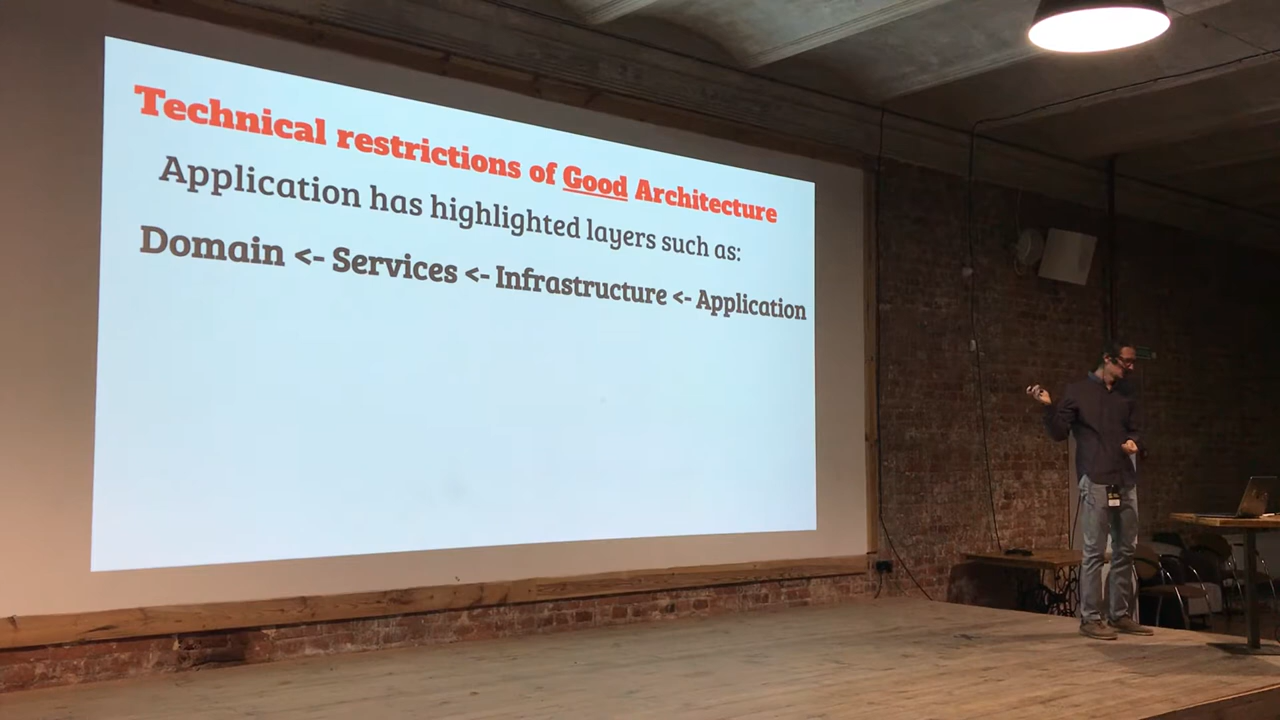 Technical restrictions of Good Architecture
Application has highlighted layers such as:
Domain <- Services <- Infrastructure <- Application